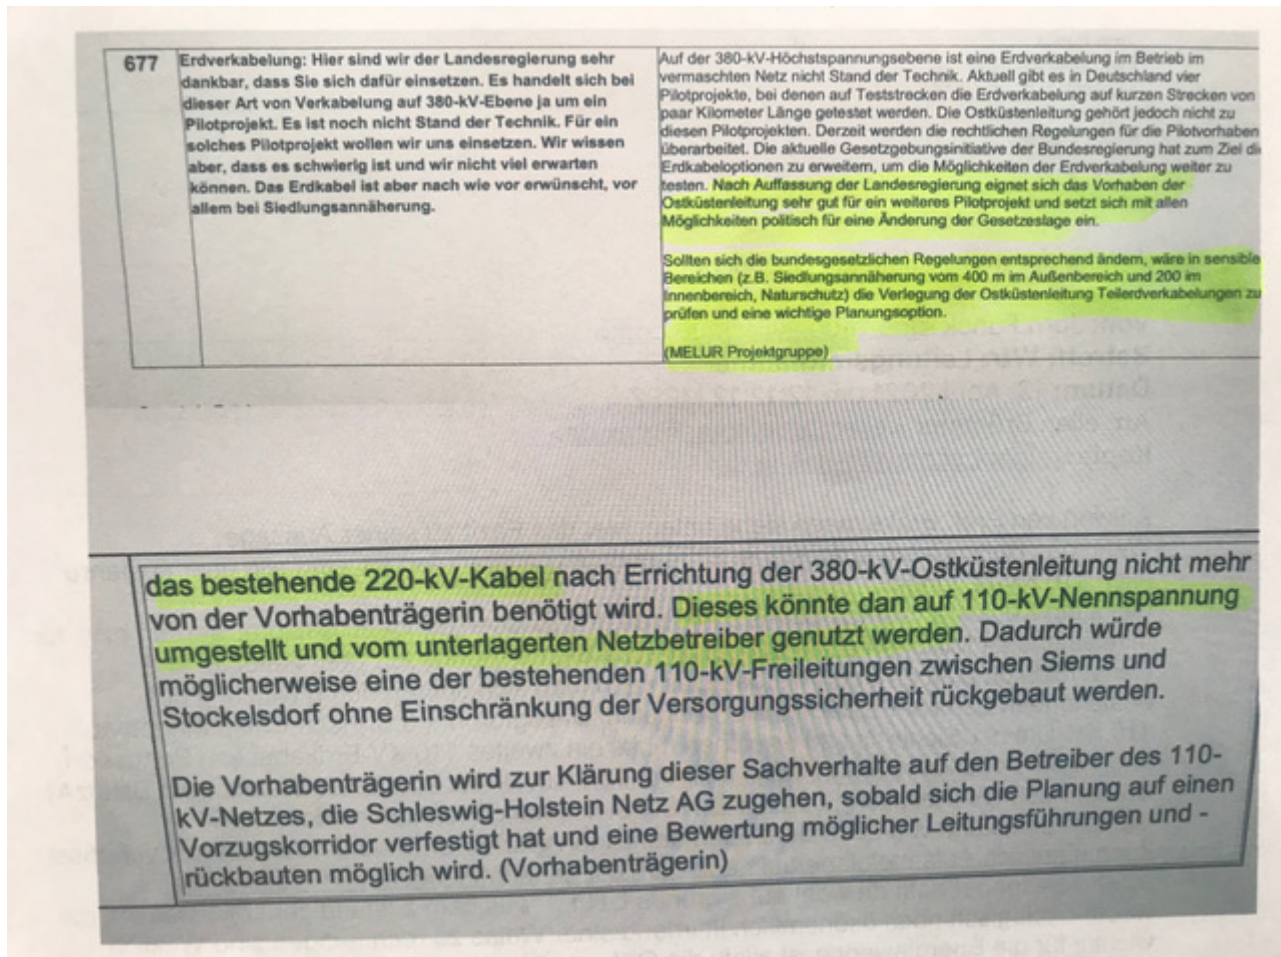 677
Erdverkabelung: Hier sind wir der Landesregierung sehr
dankbar, dass Sie sich dafür einsetzen. Es handelt sich bei
dieser Art von Verkabelung auf 380-kV-Ebene ja um ein
Pilotprojekt. Es ist noch nicht Stand der Technik. Für ein
solches Pilotprojekt wollen wir uns einsetzen. Wir wissen
aber, dass es schwierig ist und wir nicht viel erwarten
können. Das Erdkabel ist aber nach wie vor erwünscht, vor
allem bei Siedlungsannäherung.
Auf der 380-kV-Höchstspannungsebene ist eine Erdverkabelung im Betrieb im
vermaschten Netz nicht Stand der Technik. Aktuell gibt es in Deutschland vier
Pilotprojekte, bei denen auf Teststrecken die Erdverkabelung auf kurzen Strecken von
paar Kilometer Länge getestet werden. Die Ostküstenleitung gehört jedoch nicht zu
diesen Pilotprojekten. Derzeit werden die rechtlichen Regelungen für die Pilotvorhaben
überarbeitet. Die aktuelle Gesetzgebungsinitiative der Bundesregierung hat zum Ziel die
Erdkabeloptionen zu erweitern, um die Möglichkeiten der Erdverkabelung weiter zu
testen. Nach Auffassung der Landesregierung eignet sich das Vorhaben der
Ostküstenleitung sehr gut für ein weiteres Pilotprojekt und setzt sich mit allen
Möglichkeiten politisch für eine Änderung der Gesetzeslage ein.
Sollten sich die bundesgesetzlichen Regelungen entsprechend ändern, wäre in sensible
Bereichen (z.B. Siedlungsannäherung vom 400 m im Außenbereich und 200 im
Innenbereich, Naturschutz) die Verlegung der Ostküstenleitung Teilerdverkabelungen zu
prüfen und eine wichtige Planungsoption.
(MELUR Projektgruppe)
das bestehende 220-kV-Kabel nach Errichtung der 380-kV-Ostküstenleitung nicht mehr
von der Vorhabenträgerin benötigt wird. Dieses könnte dan auf 110-kV-Nennspannung
umgestellt und vom unterlagerten Netzbetreiber genutzt werden. Dadurch würde
möglicherweise eine der bestehenden 110-kV-Freileitungen zwischen Siems und
Stockelsdorf ohne Einschränkung der Versorgungssicherheit rückgebaut werden.
Die Vorhabenträgerin wird zur Klärung dieser Sachverhalte auf den Betreiber des 110-
kV-Netzes, die Schleswig-Holstein Netz AG zugehen, sobald sich die Planung auf einen
Vorzugskorridor verfestigt hat und eine Bewertung möglicher Leitungsführungen und -
rückbauten möglich wird. (Vorhabenträgerin)